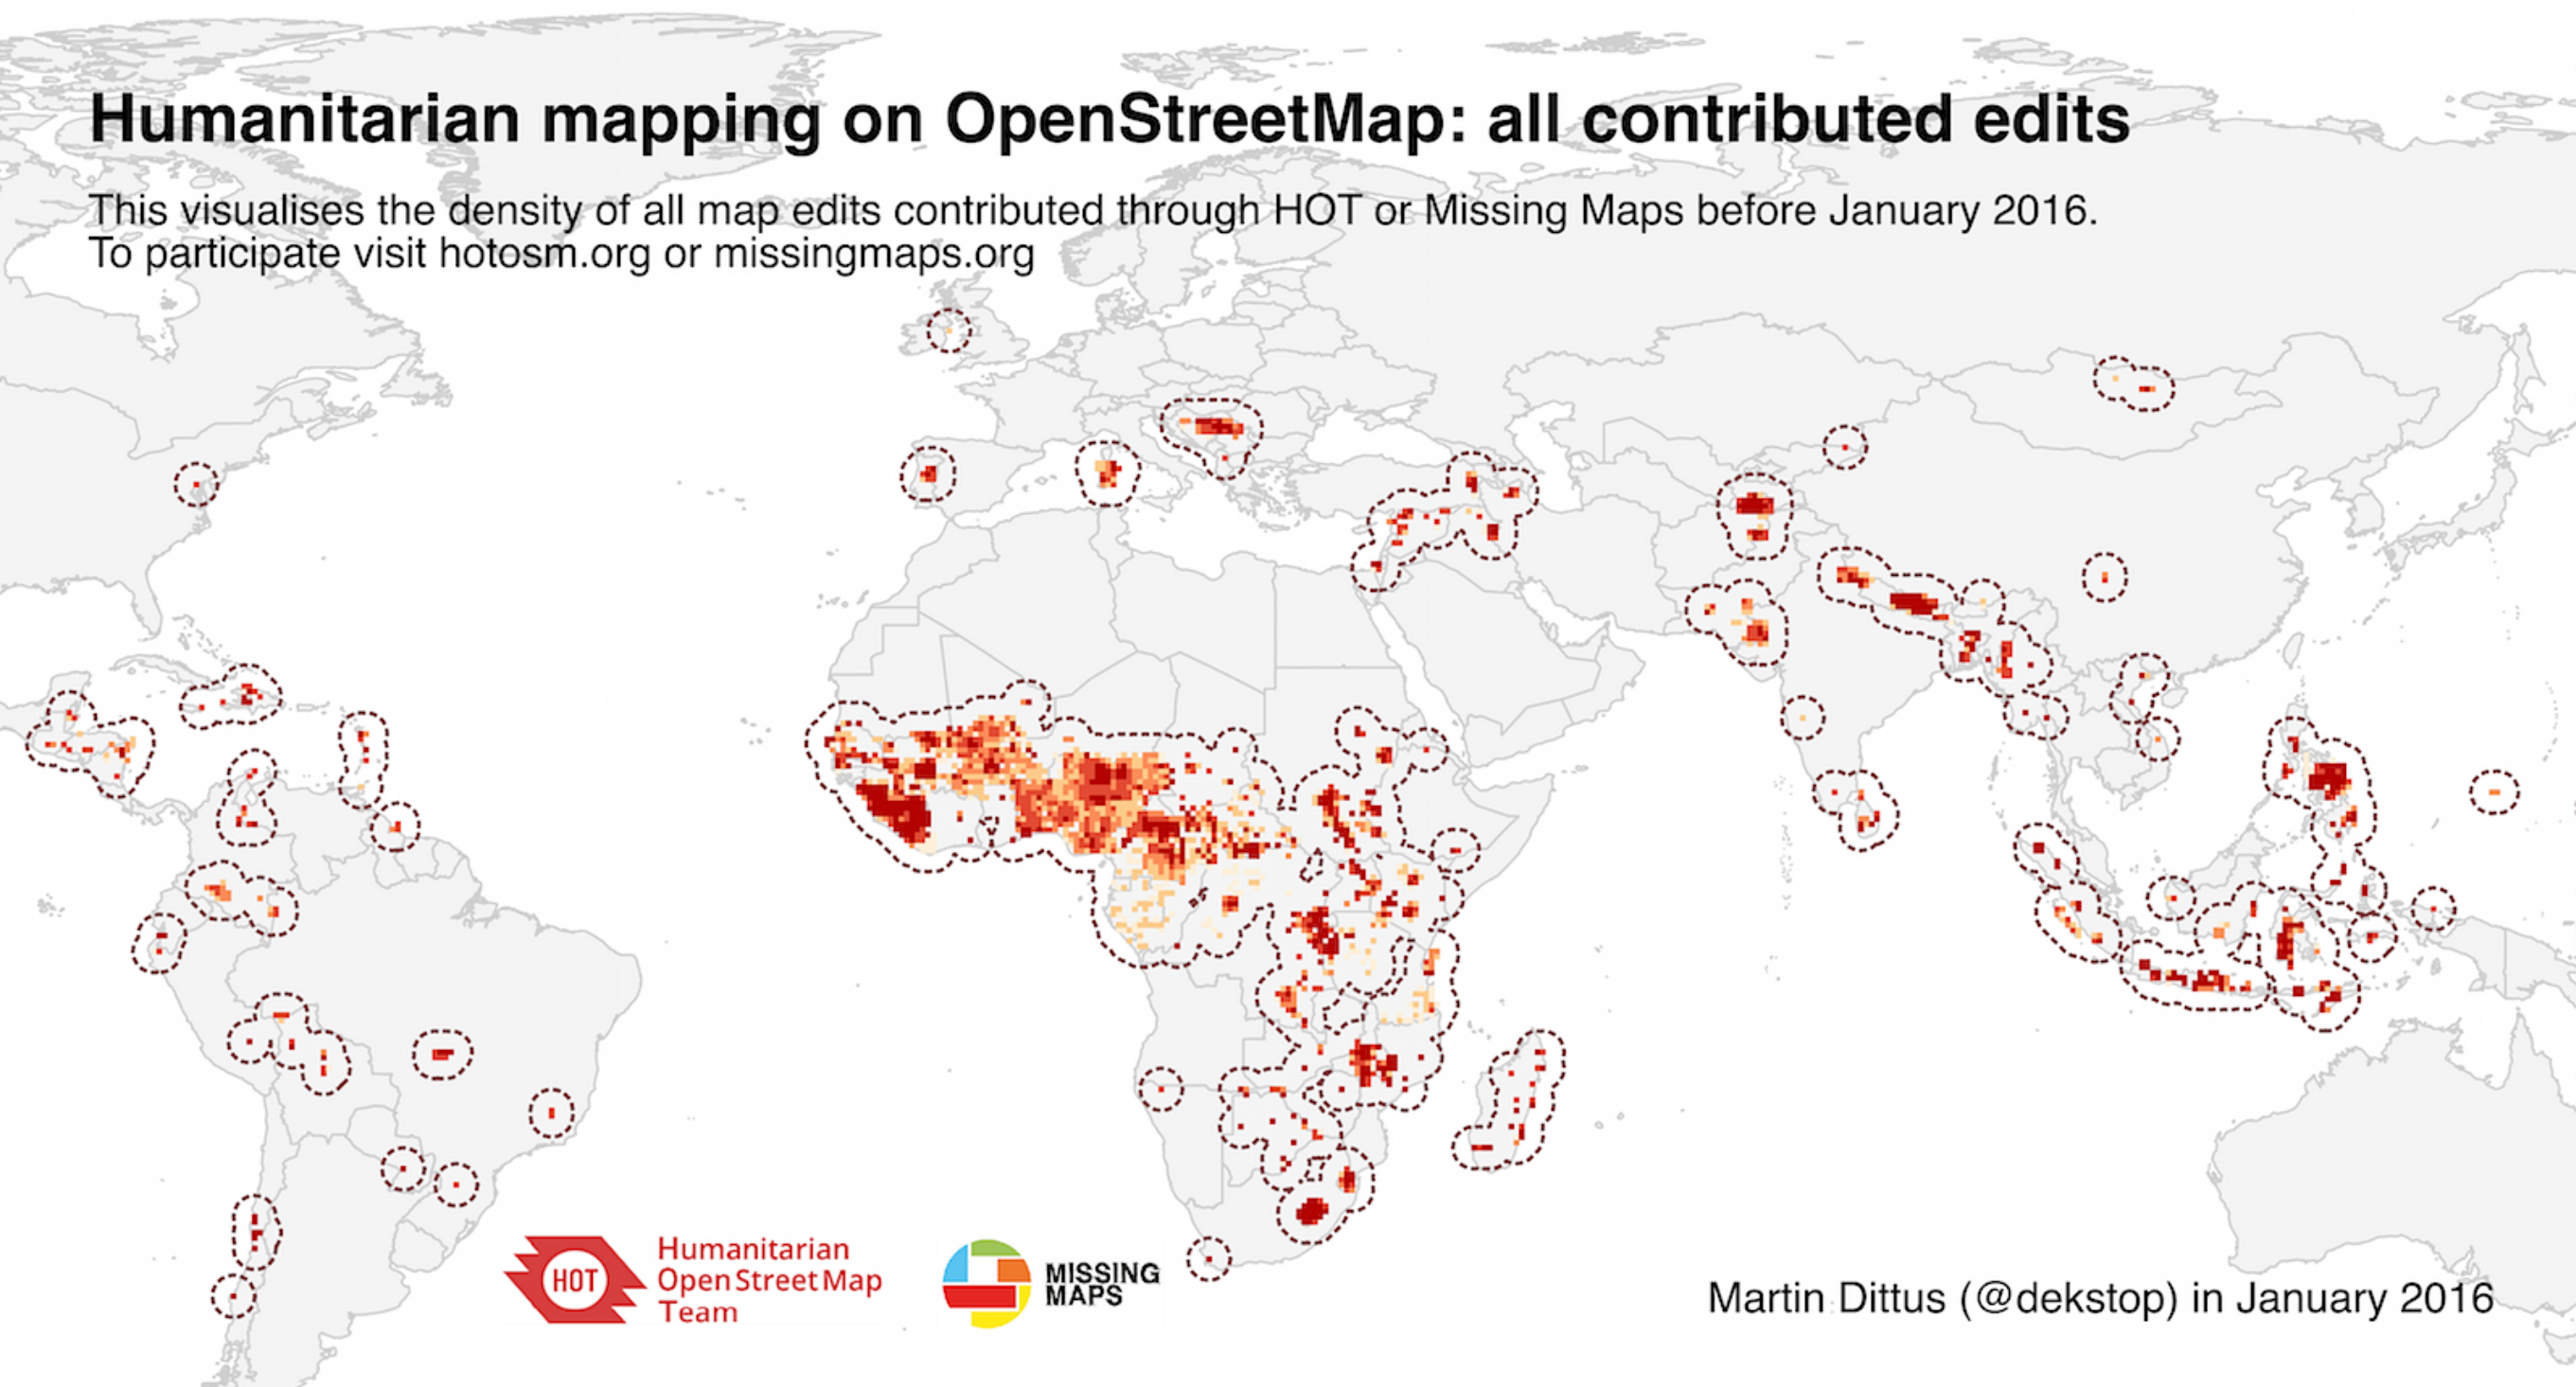 Humanitarian mapping on OpenStreetMap: all contributed edits
This visualises the density of all map edits contributed through HOT or Missing Maps before January 2016.
To participate visit hotosm.org or missingmaps.org
HOT
Humanitarian
OpenStreetMap
Team
MISSING
MAPS
Martin Dittus (@dekstop) in January 2016